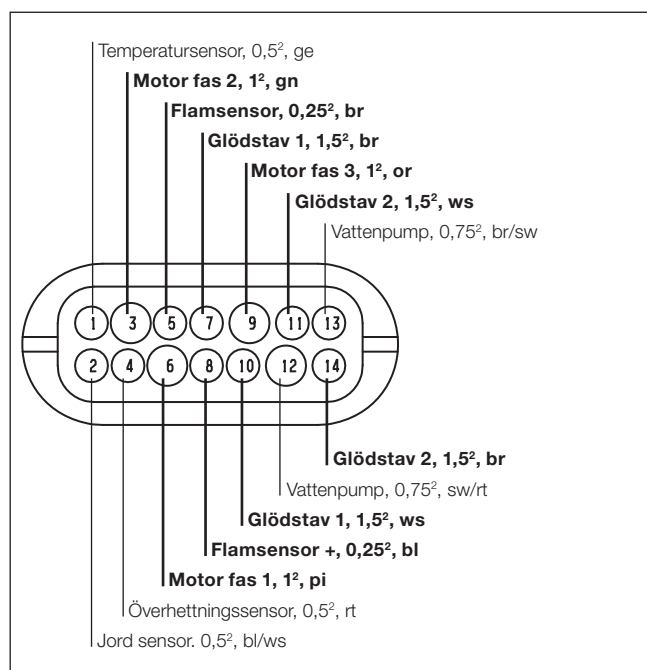 Temperatursensor, 0,5², ge
Motor fas 2, 1², gn
Flamsensor, 0,25², br
Glödstav 1, 1,5², br
Motor fas 3, 1², or
Glödstav 2, 1,5², ws
Vattenpump, 0,75², br/sw
1 3 5 7 9 11 13
2 4 6 8 10 12 14
Glödstav 2, 1,5², br
Vattenpump, 0,75², sw/rt
Glödstav 1, 1,5², ws
Flamsensor +, 0,25², bl
Motor fas 1, 1², pi
Överhettningssensor, 0,5², rt
Jord sensor. 0,5², bl/ws